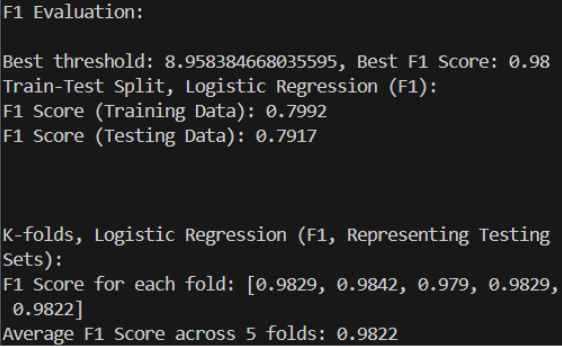 F1 Evaluation:
Best threshold: 8.958384668035595, Best F1 Score: 0.98
Train-Test Split, Logistic Regression (F1):
F1 Score (Training Data): 0.7992
F1 Score (Testing Data): 0.7917
K-folds, Logistic Regression (F1, Representing Testing
Sets):
F1 Score for each fold: [0.9829, 0.9842, 0.979, 0.9829,
0.9822]
Average F1 Score across 5 folds: 0.9822